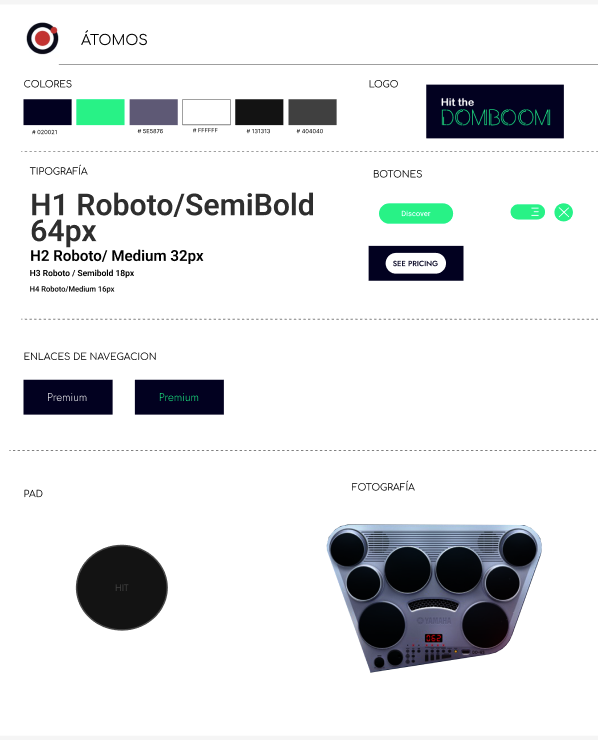 ÁTOMOS
COLORES
# 020021
# 5E5876
# FFFFFF
# 131313
# 404040
LOGO
Hit the
DOMBOOM
TIPOGRAFÍA
H1 Roboto/SemiBold
64px
H2 Roboto/ Medium 32px
H3 Roboto / Semibold 18px
H4 Roboto/Medium 16px
BOTONES
Discover
SEE PRICING
ENLACES DE NAVEGACION
Premium
Premium
PAD
HIT
FOTOGRAFÍA
YAMAHA